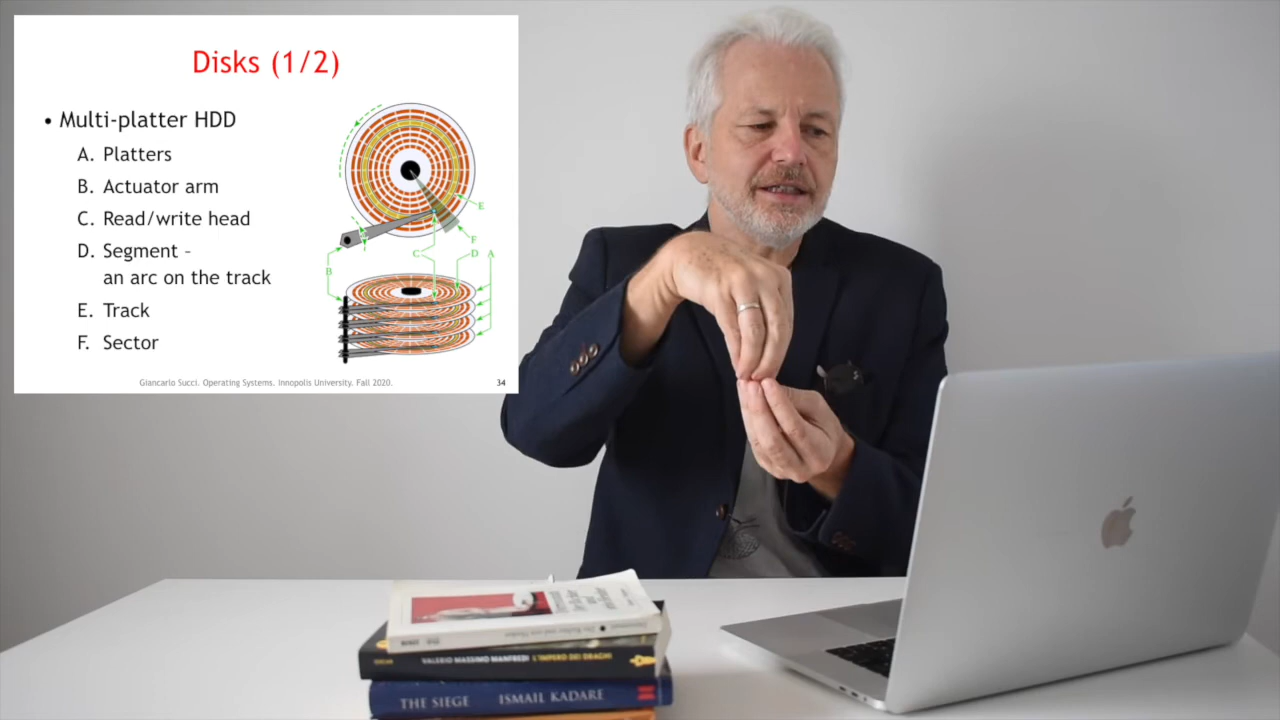 Disks (1/2)
• Multi-platter HDD
A. Platters
B. Actuator arm
C. Read/write head
D. Segment –
an arc on the track
E. Track
F. Sector
E
F
C
D
A
B
Giancarlo Succi. Operating Systems. Innopolis University. Fall 2020.
34
VALERIO MASSIMO MANFREDI L'IMPERO DEI DRAGHI
THE SIEGE ISMAIL KADARE